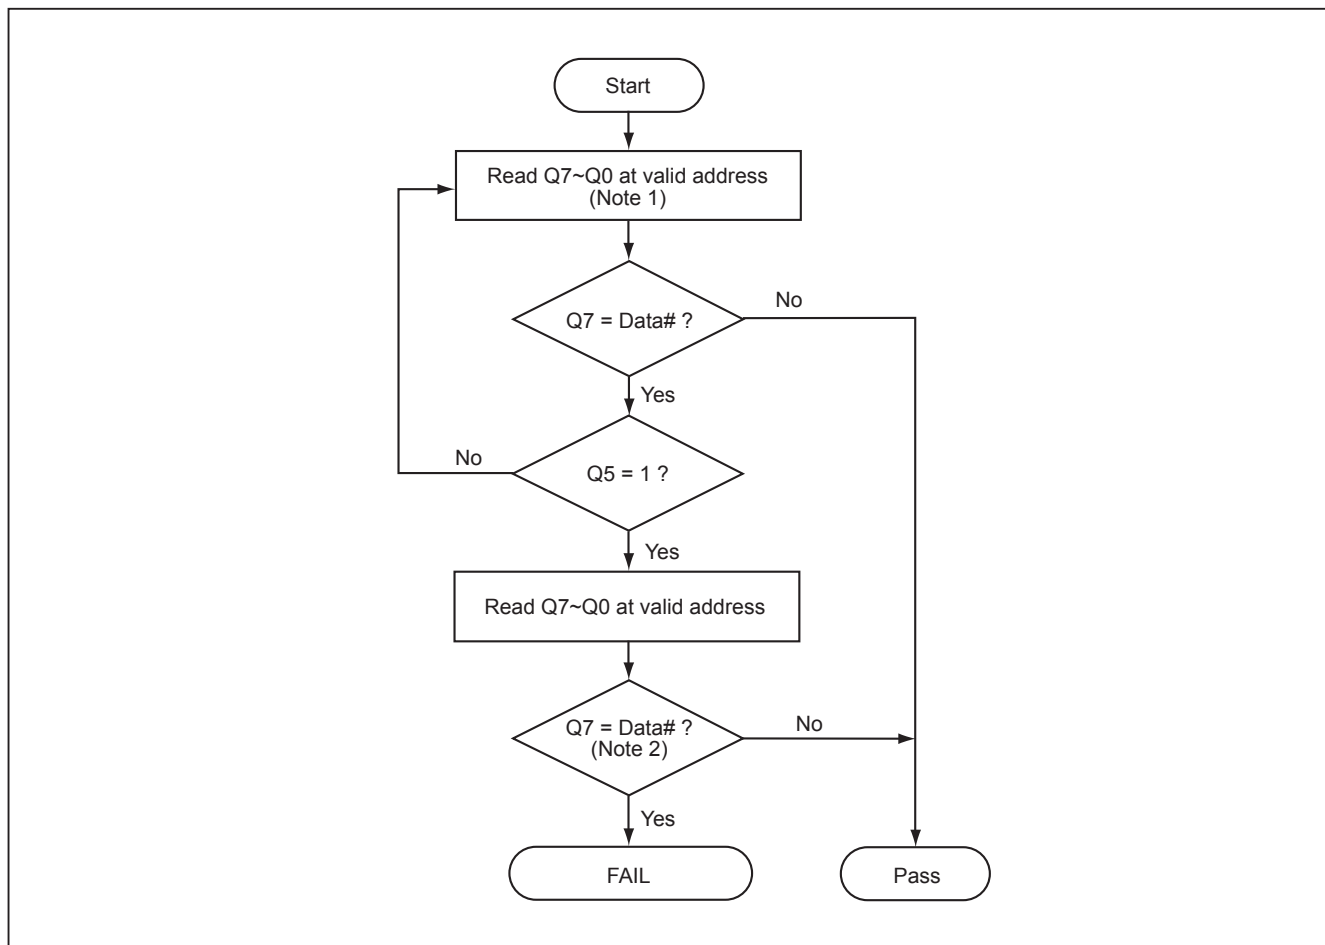 Start
Read Q7~Q0 at valid address
(Note 1)
No
Q7 = Data# ?
Yes
No
Q5 = 1 ?
Yes
Read Q7~Q0 at valid address
Q7 = Data# ?
(Note 2)
No
Yes
FAIL
Pass